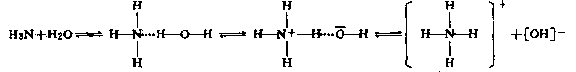 H H H +
H₃N+H₂O ⇌ H—N···H—O—H ⇌ H—N⁺ H···Ō—H ⇌ [H—N—H] +[OH]⁻
H H H